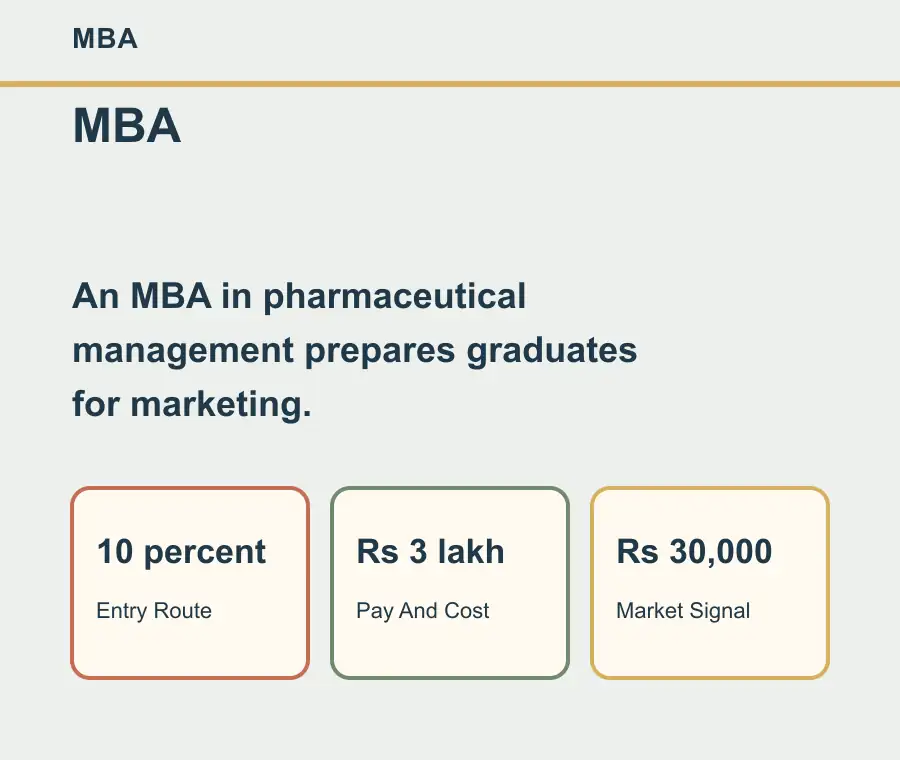 MBA
MBA
An MBA in pharmaceutical
management prepares graduates
for marketing.
10 percent
Entry Route
Rs 3 lakh
Pay And Cost
Rs 30,000
Market Signal